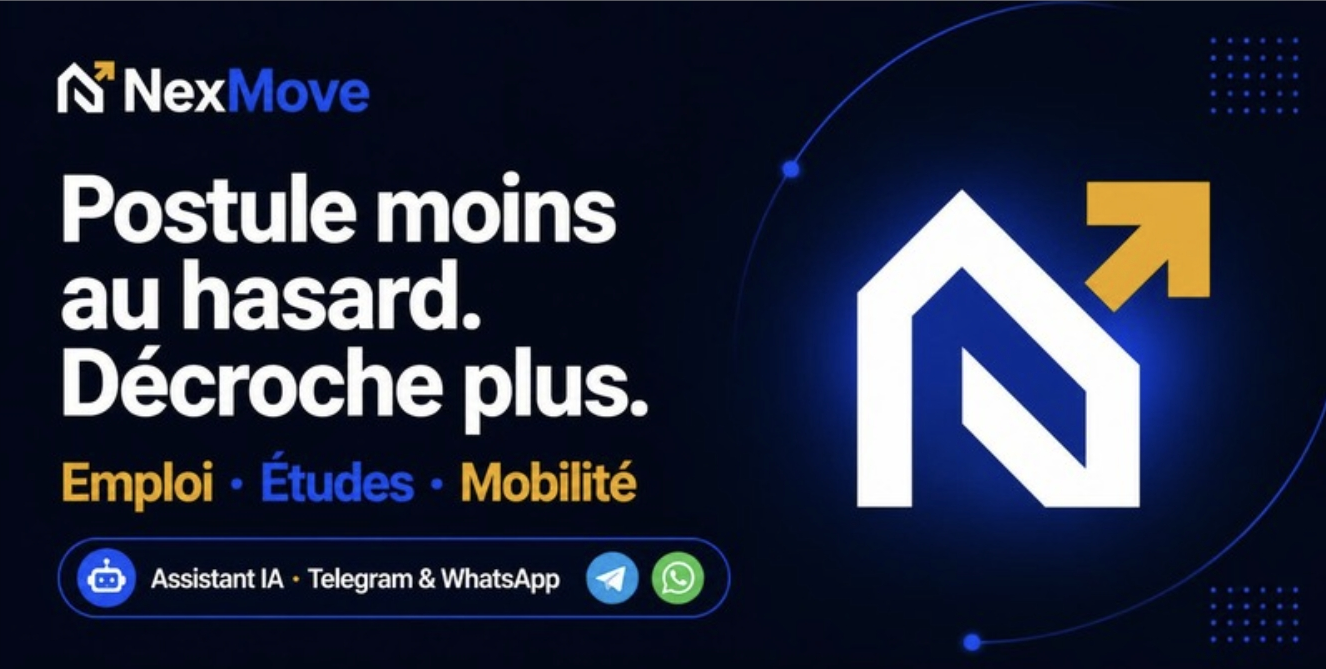 NexMove
Postule moins
au hasard.
Décroche plus.
Emploi · Études · Mobilité
Assistant IA · Telegram & WhatsApp